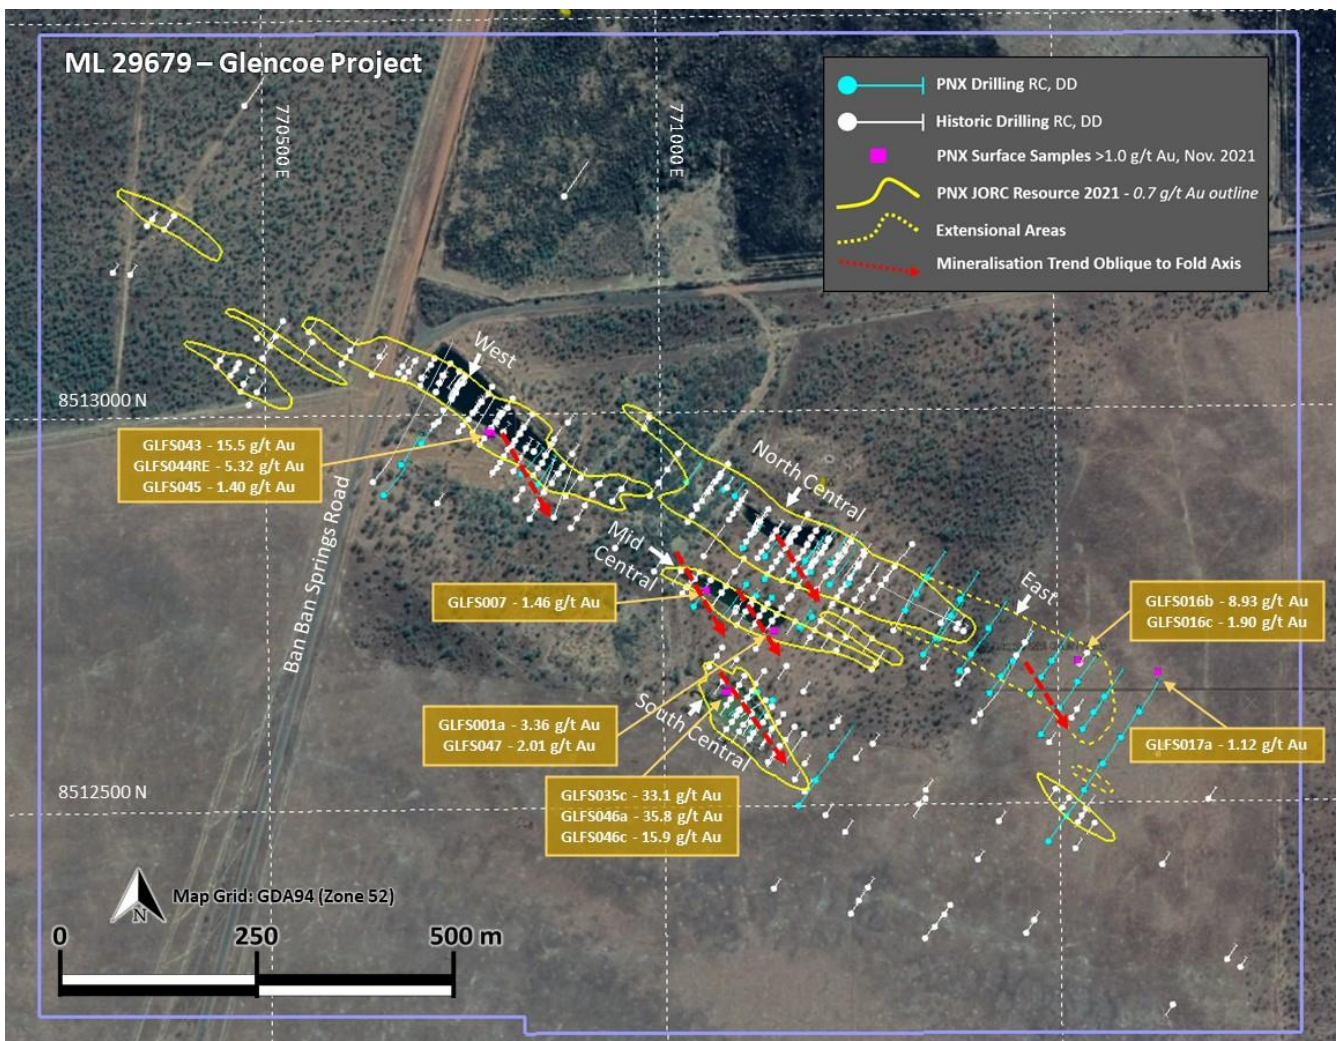 ML 29679 – Glencoe Project
PNX Drilling RC, DD
Historic Drilling RC, DD
PNX Surface Samples >1.0 g/t Au, Nov. 2021
PNX JORC Resource 2021 - 0.7 g/t Au outline
Extensional Areas
Mineralisation Trend Oblique to Fold Axis
770500 E
771000 E
West
8513000 N
GLFS043 - 15.5 g/t Au
GLFS044RE - 5.32 g/t Au
GLFS045 - 1.40 g/t Au
North Central
Mid
Central
East
Ban Ban Springs Road
GLFS007 - 1.46 g/t Au
GLFS016b - 8.93 g/t Au
GLFS016c - 1.90 g/t Au
South Central
GLFS001a - 3.36 g/t Au
GLFS047 - 2.01 g/t Au
GLFS017a - 1.12 g/t Au
8512500 N
GLFS035c - 33.1 g/t Au
GLFS046a - 35.8 g/t Au
GLFS046c - 15.9 g/t Au
N
Map Grid: GDA94 (Zone 52)
0 250 500 m